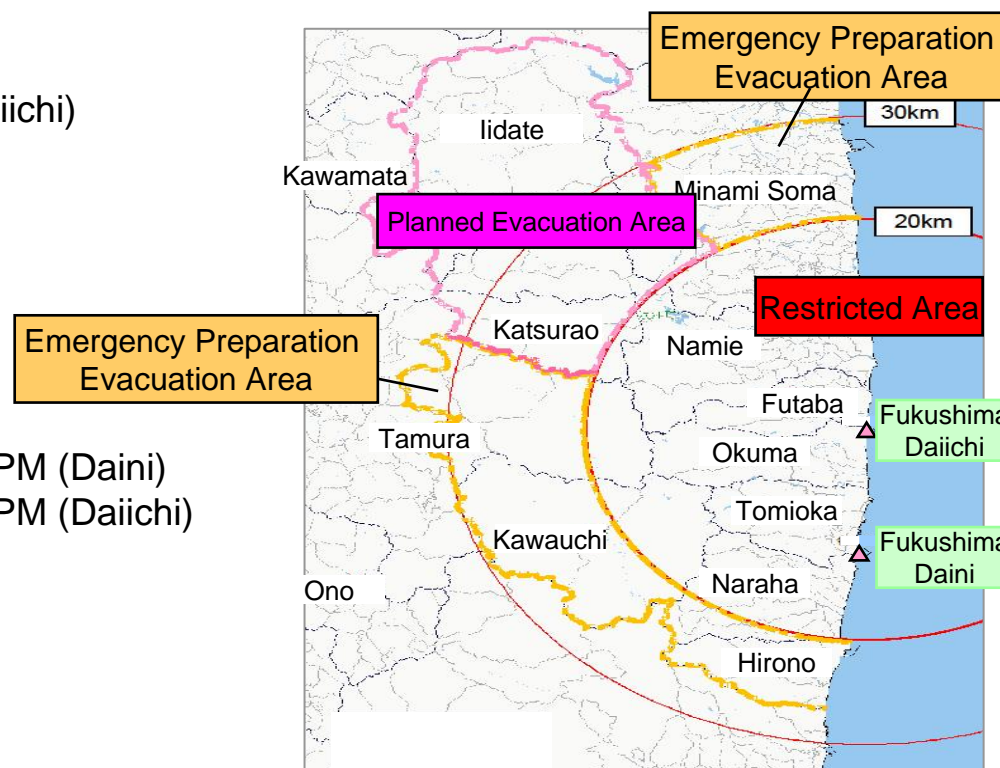 Emergency Preparation
Evacuation Area
iichi)
30km
Iidate
Kawamata
Minami Soma
Planned Evacuation Area
20km
Restricted Area
Katsurao
Namie
Emergency Preparation
Evacuation Area
Futaba
Fukushima
Daiichi
Tamura
Okuma
PM (Daini)
PM (Daiichi)
Tomioka
Kawauchi
Fukushima
Daini
Naraha
Ono
Hirono